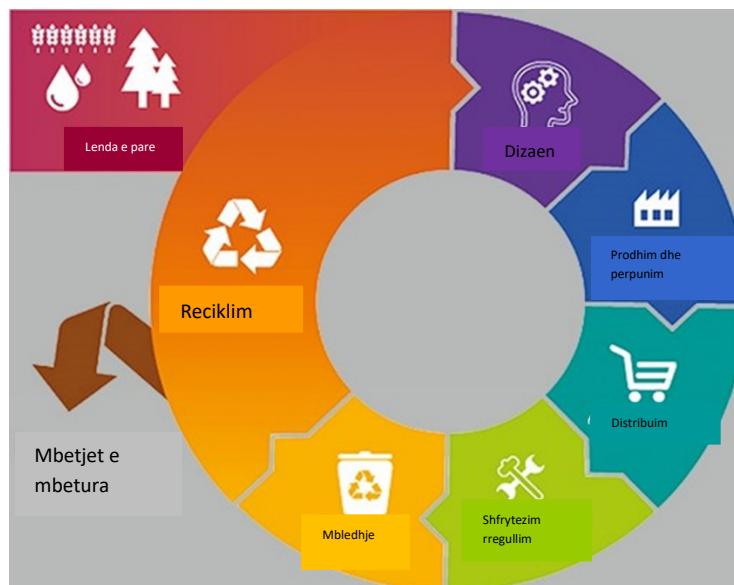 Lenda e pare
Dizaen
Prodhim dhe
perpunim
Distribuim
Shfrytezim
rregullim
Mbledhje
Reciklim
Mbetjet e
mbetura